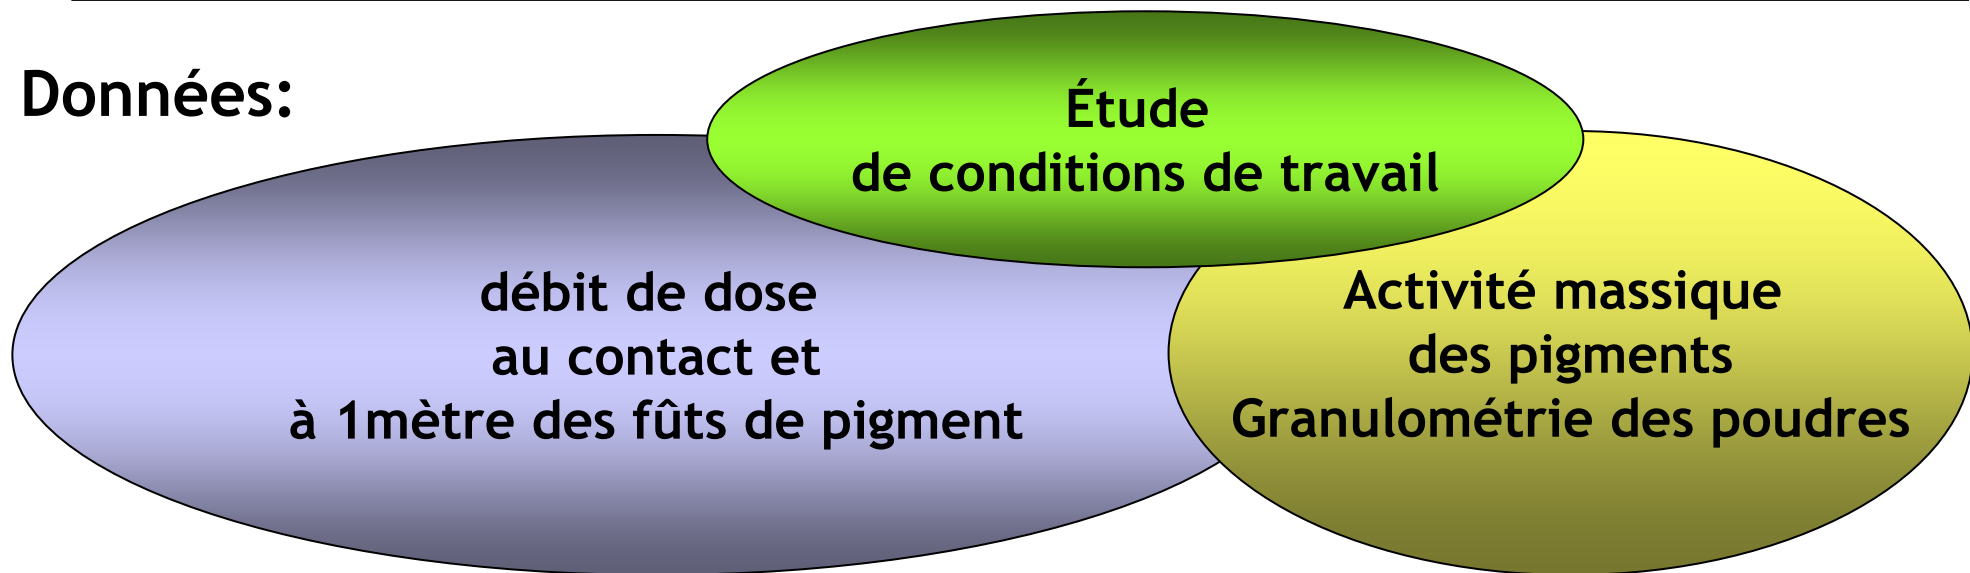 Données:
Étude
de conditions de travail
débit de dose
au contact et
à 1mètre des fûts de pigment
Activité massique
des pigments
Granulométrie des poudres